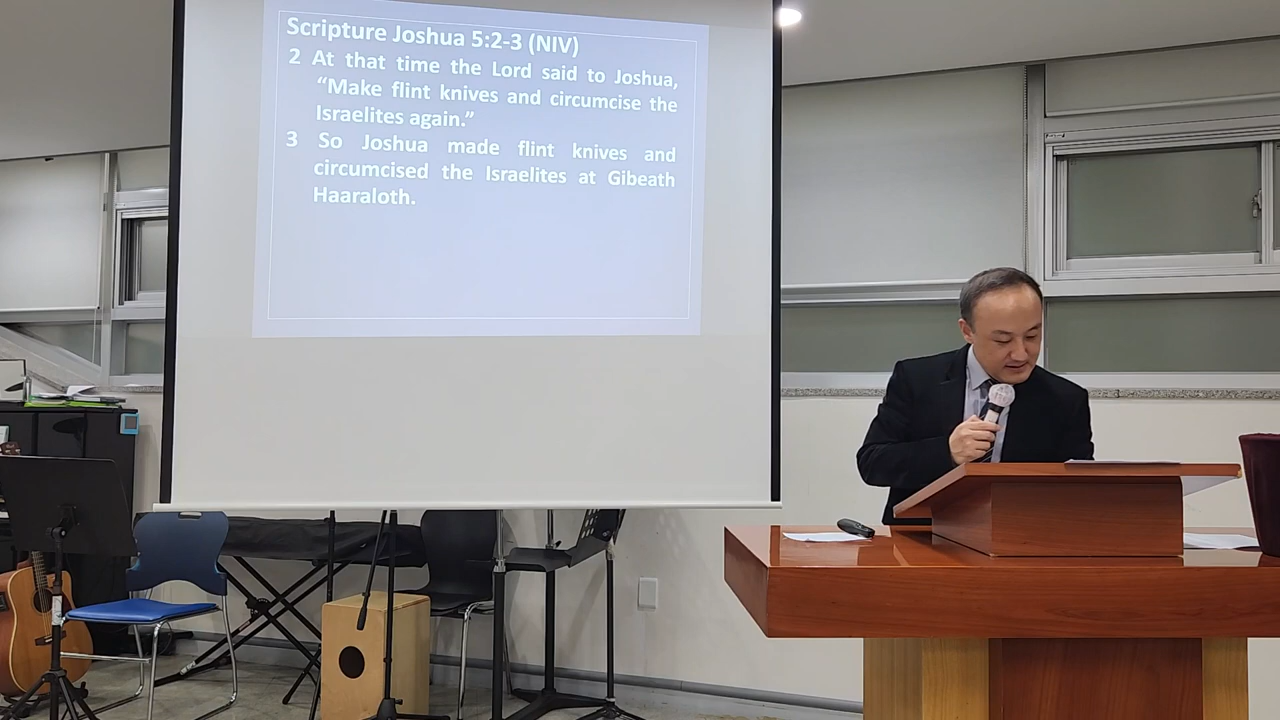 Scripture Joshua 5:2-3 (NIV)
2 At that time the Lord said to Joshua,
“Make flint knives and circumcise the
Israelites again.”
3 So Joshua made flint knives and
circumcised the Israelites at Gibeath
Haaraloth.